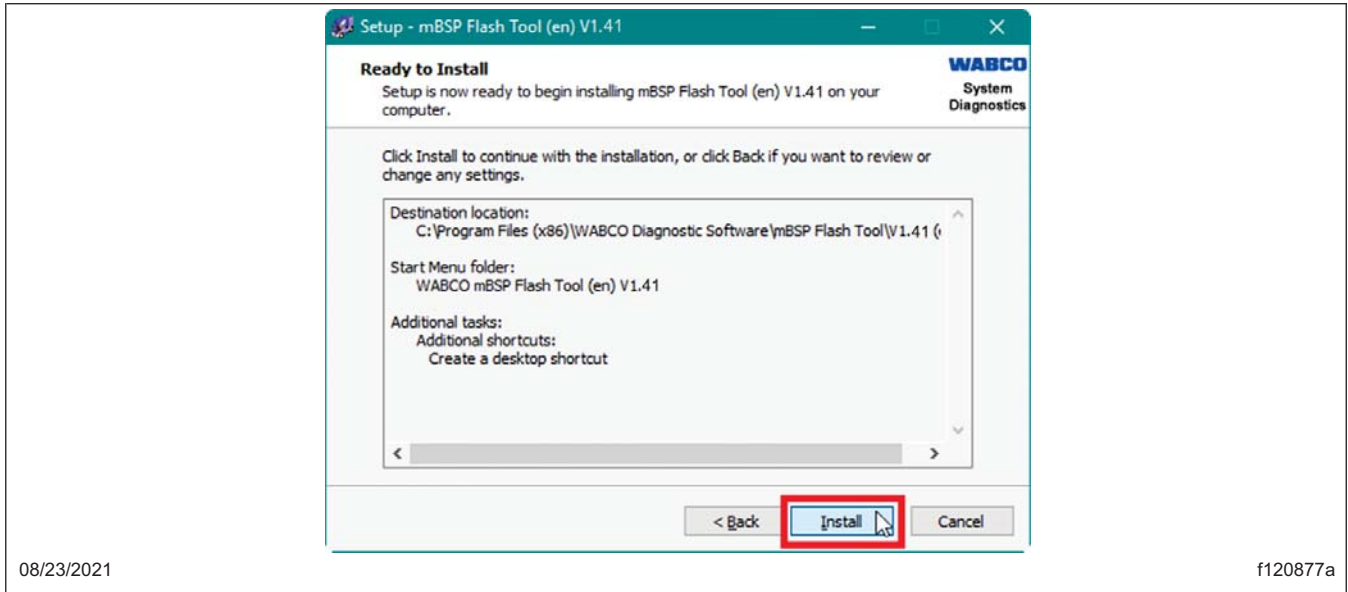 Setup - mBSP Flash Tool (en) V1.41
Ready to Install
Setup is now ready to begin installing mBSP Flash Tool (en) V1.41 on your
computer.
WABCO
System
Diagnostics
Click Install to continue with the installation, or click Back if you want to review or
change any settings.
Destination location:
C:\Program Files (x86)\WABCO Diagnostic Software\mBSP Flash Tool\V1.41 (
Start Menu folder:
WABCO mBSP Flash Tool (en) V1.41
Additional tasks:
Additional shortcuts:
Create a desktop shortcut
< Back
Install
Cancel
08/23/2021
f120877a